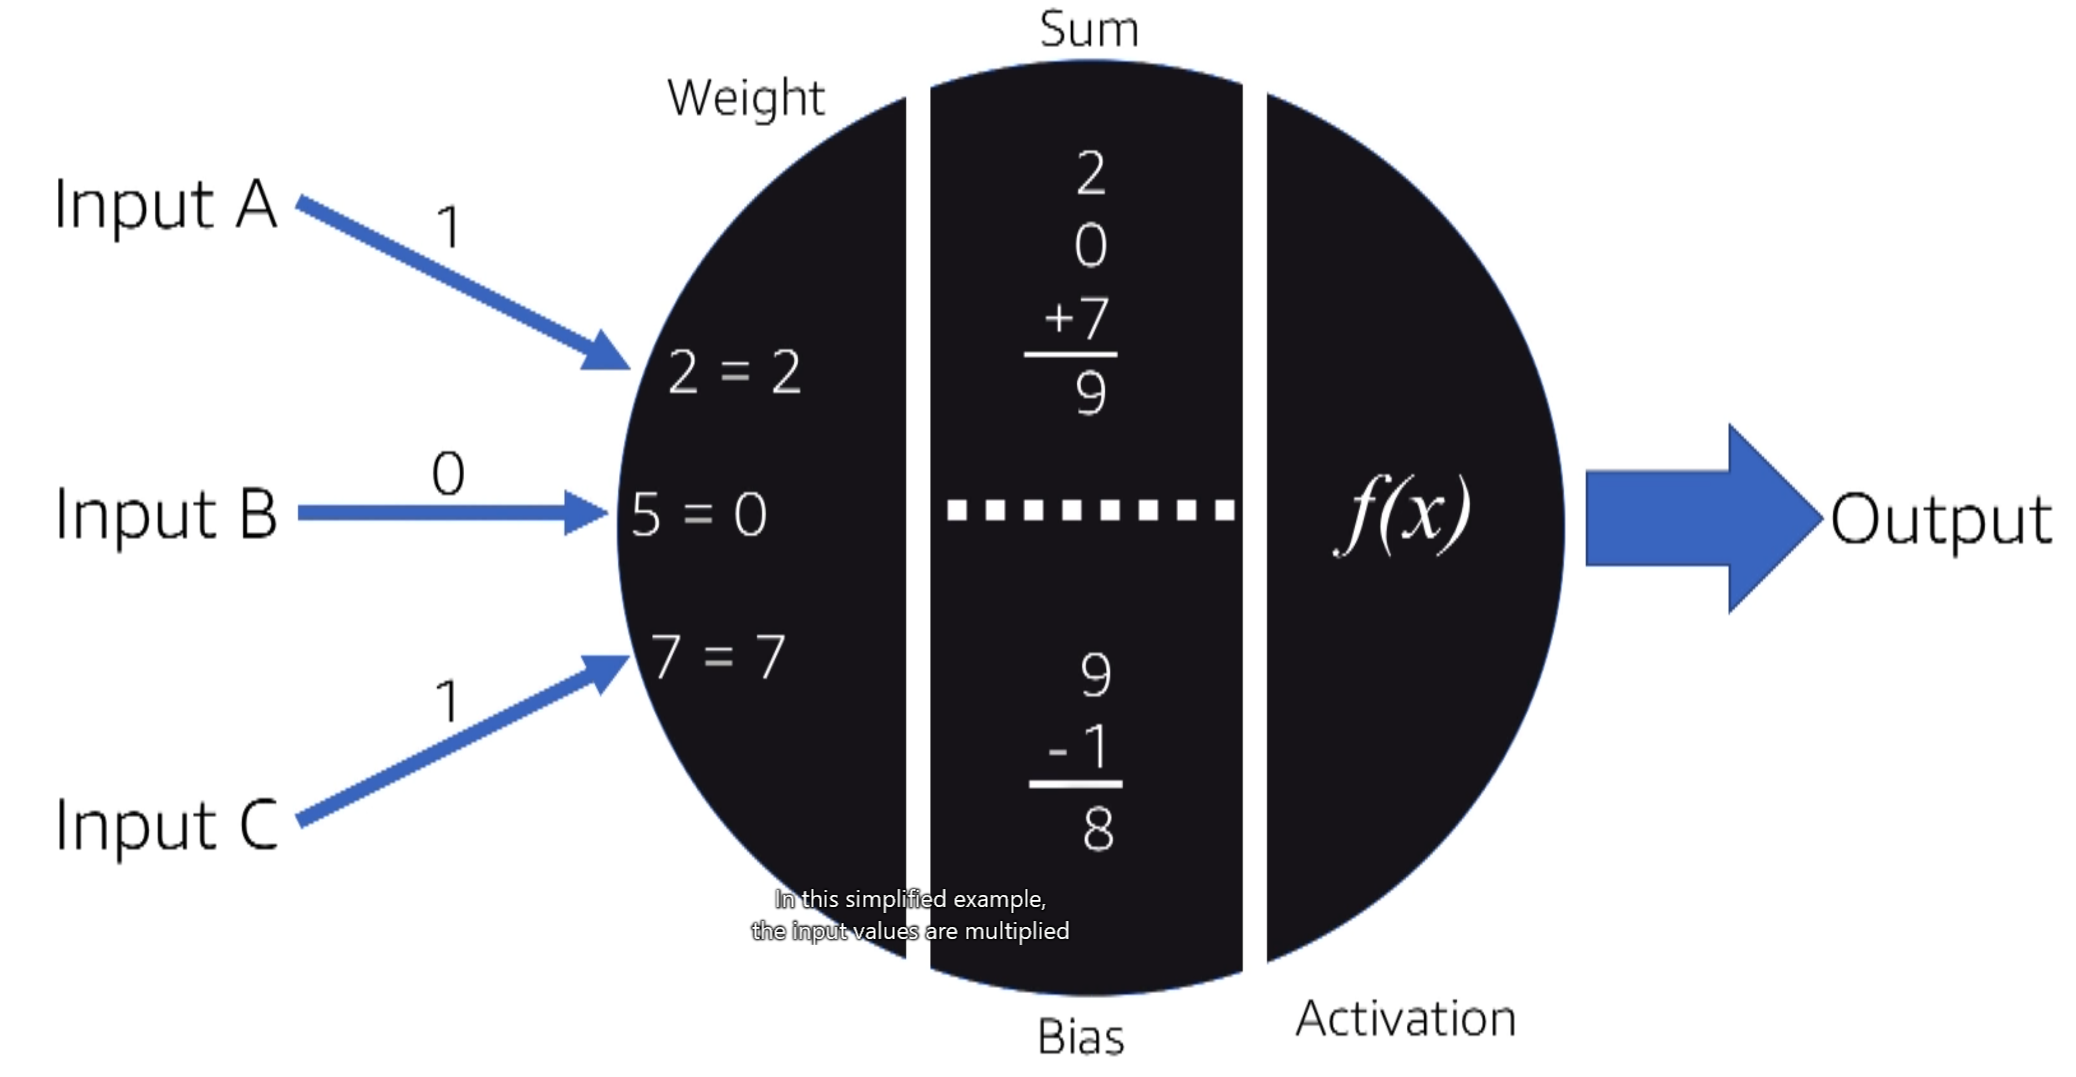 Sum
Weight
Input A
1
2 = 2
Input B
0
5 = 0
Input C
1
7 = 7
2
0
+7
9
9
- 1
8
f(x)
Output
In this simplified example,
the input values are multiplied
Bias
Activation